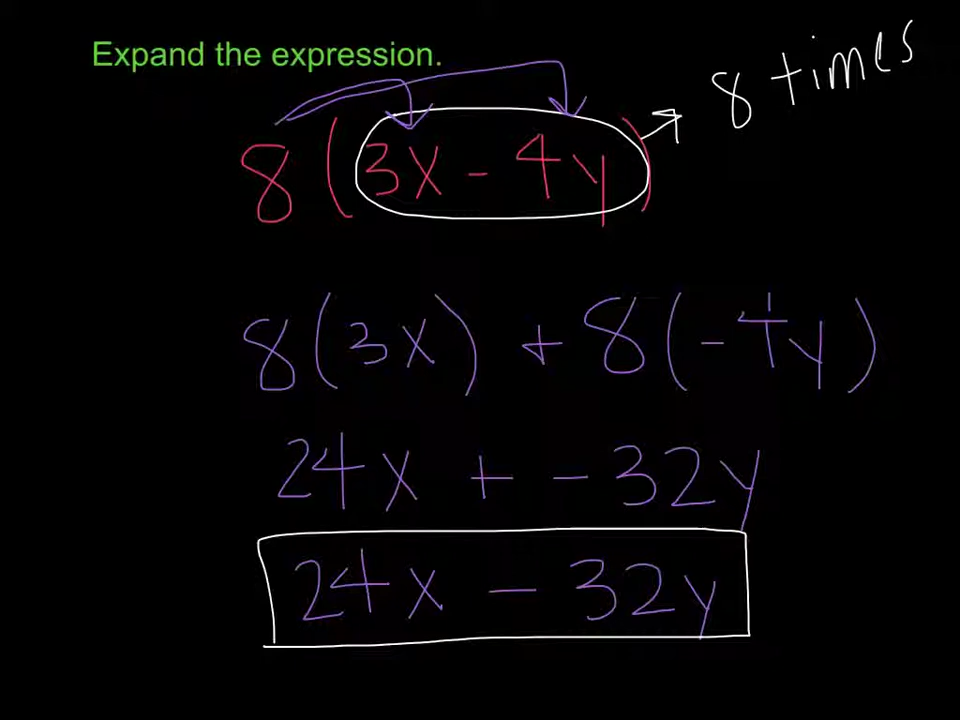 Expand the expression.
8 times
8(3x - 4y)
8(3x) + 8(-4y)
24x + -32y
24x - 32y